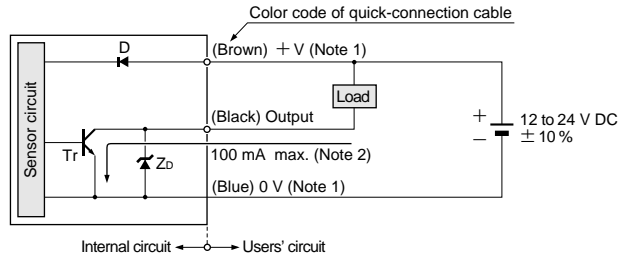 Color code of quick-connection cable
D
(Brown) +V (Note 1)
Sensor circuit
Load
(Black) Output
+
−
12 to 24 V DC
± 10 %
Tr
ZD
100 mA max. (Note 2)
(Blue) 0 V (Note 1)
Internal circuit
Users' circuit